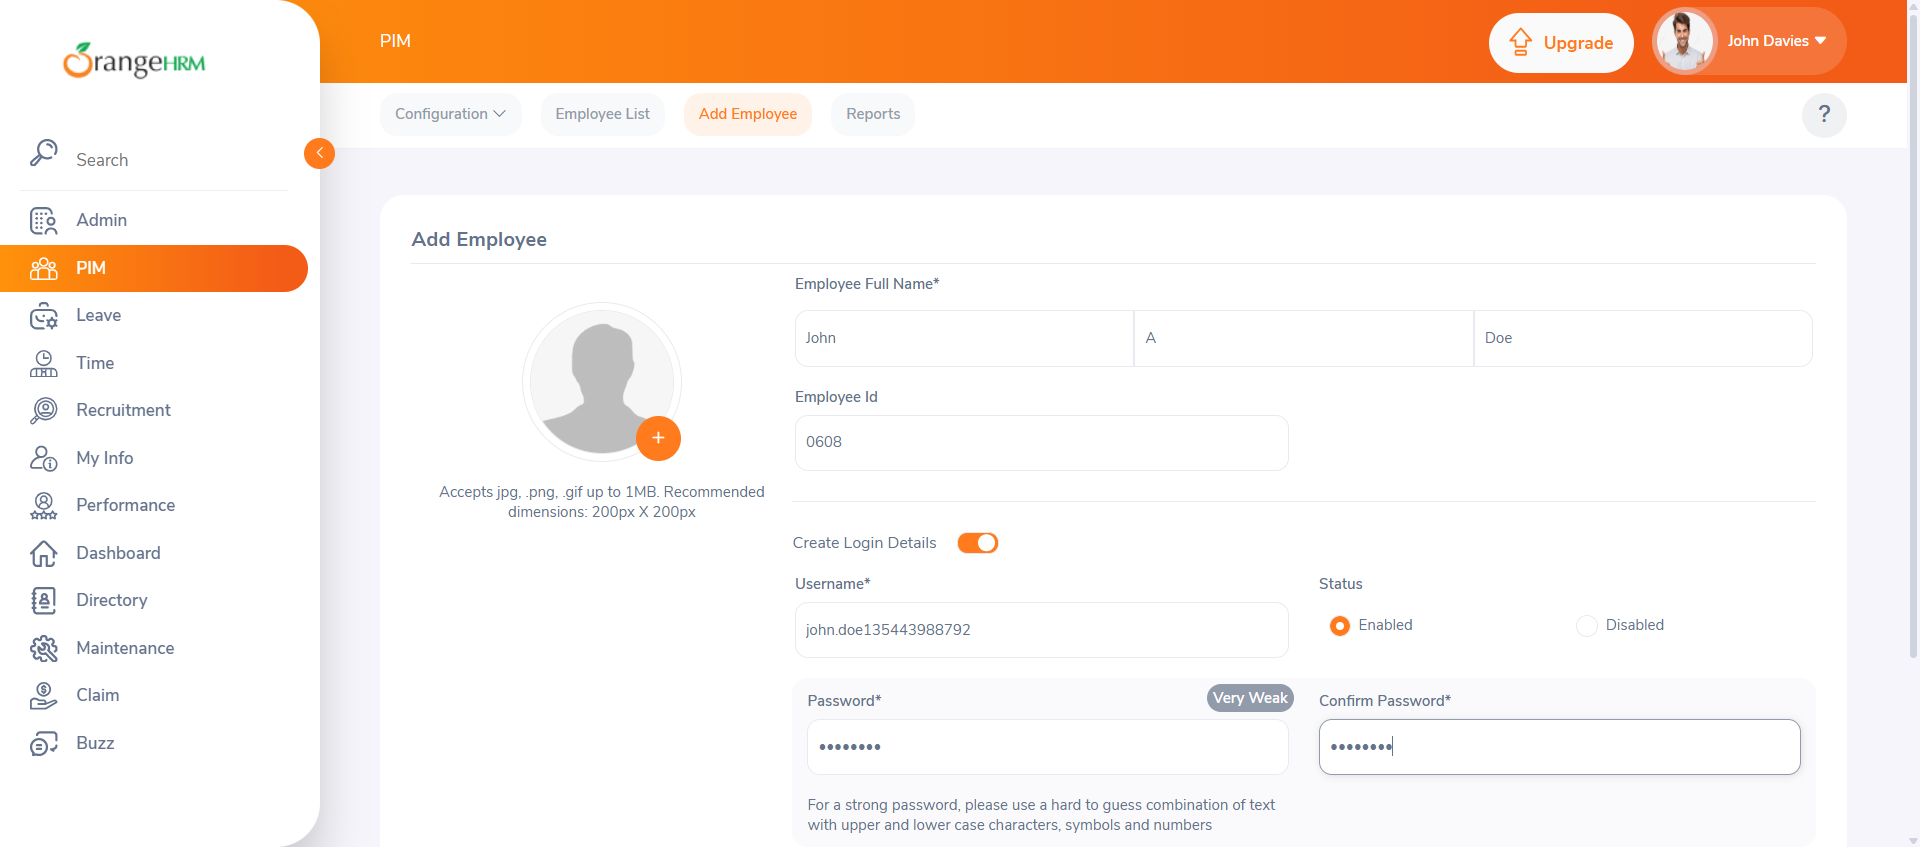 OrangeHRM
PIM
Upgrade
John Davies
Configuration
Employee List
Add Employee
Reports
?
Search
Admin
PIM
Leave
Time
Recruitment
My Info
Performance
Dashboard
Directory
Maintenance
Claim
Buzz
Add Employee
Accepts jpg, .png, .gif up to 1MB. Recommended
dimensions: 200px X 200px
Employee Full Name*
John
A
Doe
Employee Id
0608
Create Login Details
Username*
john.doe135443988792
Status
Enabled
Disabled
Password*
Very Weak
••••••••
For a strong password, please use a hard to guess combination of text
with upper and lower case characters, symbols and numbers
Confirm Password*
••••••••